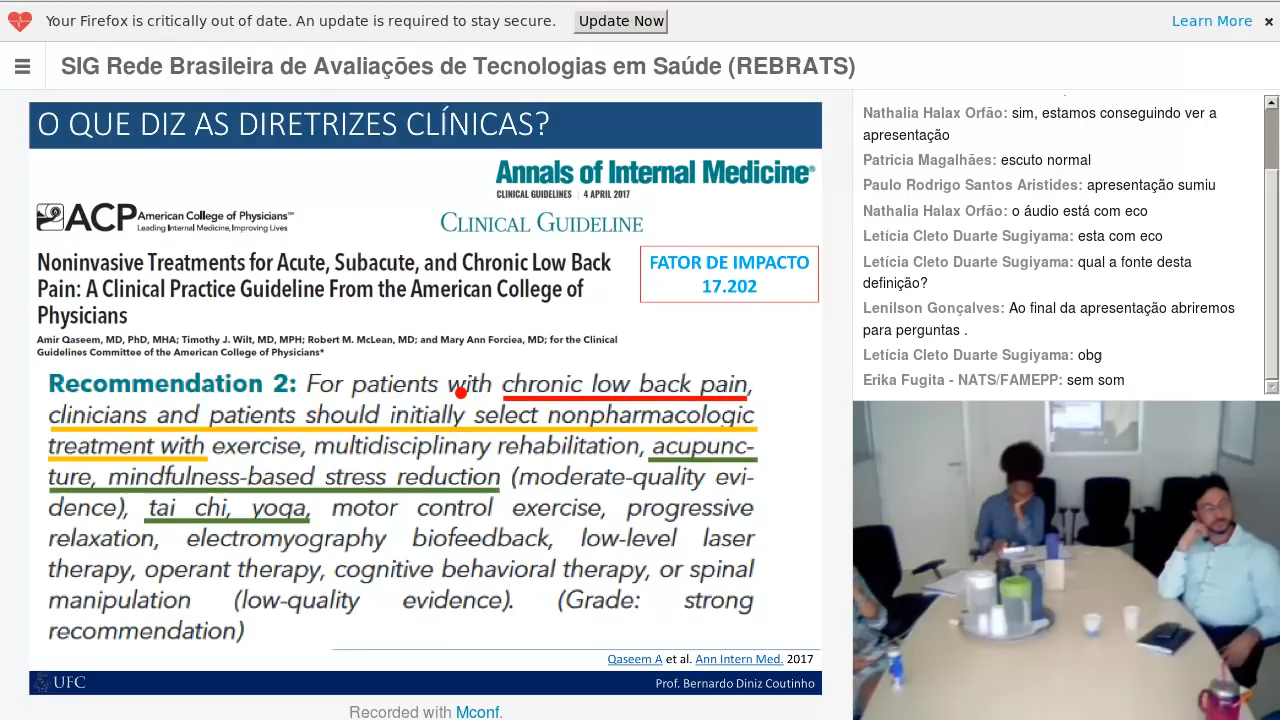 Your Firefox is critically out of date. An update is required to stay secure.
Update Now
Learn More
×
SIG Rede Brasileira de Avaliações de Tecnologias em Saúde (REBRATS)
O QUE DIZ AS DIRETRIZES CLÍNICAS?
Annals of Internal Medicine®
CLINICAL GUIDELINES | 4 APRIL 2017
ACP American College of Physicians™
Leading Internal Medicine, Improving Lives
CLINICAL GUIDELINE
Noninvasive Treatments for Acute, Subacute, and Chronic Low Back
Pain: A Clinical Practice Guideline From the American College of
Physicians
FATOR DE IMPACTO
17.202
Amir Qaseem, MD, PhD, MHA; Timothy J. Wilt, MD, MPH; Robert M. McLean, MD; and Mary Ann Forciea, MD; for the Clinical
Guidelines Committee of the American College of Physicians*
Recommendation 2: For patients with chronic low back pain,
clinicians and patients should initially select nonpharmacologic
treatment with exercise, multidisciplinary rehabilitation, acupunc-
ture, mindfulness-based stress reduction (moderate-quality evi-
dence), tai chi, yoga, motor control exercise, progressive
relaxation, electromyography biofeedback, low-level laser
therapy, operant therapy, cognitive behavioral therapy, or spinal
manipulation (low-quality evidence). (Grade: strong
recommendation)
Qaseem A et al. Ann Intern Med. 2017
UFC
Prof. Bernardo Diniz Coutinho
Recorded with Mconf.
Nathalia Halax Orfão: sim, estamos conseguindo ver a
apresentação
Patricia Magalhães: escuto normal
Paulo Rodrigo Santos Aristides: apresentação sumiu
Nathalia Halax Orfão: o áudio está com eco
Letícia Cleto Duarte Sugiyama: esta com eco
Letícia Cleto Duarte Sugiyama: qual a fonte desta
definição?
Lenilson Gonçalves: Ao final da apresentação abriremos
para perguntas .
Letícia Cleto Duarte Sugiyama: obg
Erika Fugita - NATS/FAMEPP: sem som